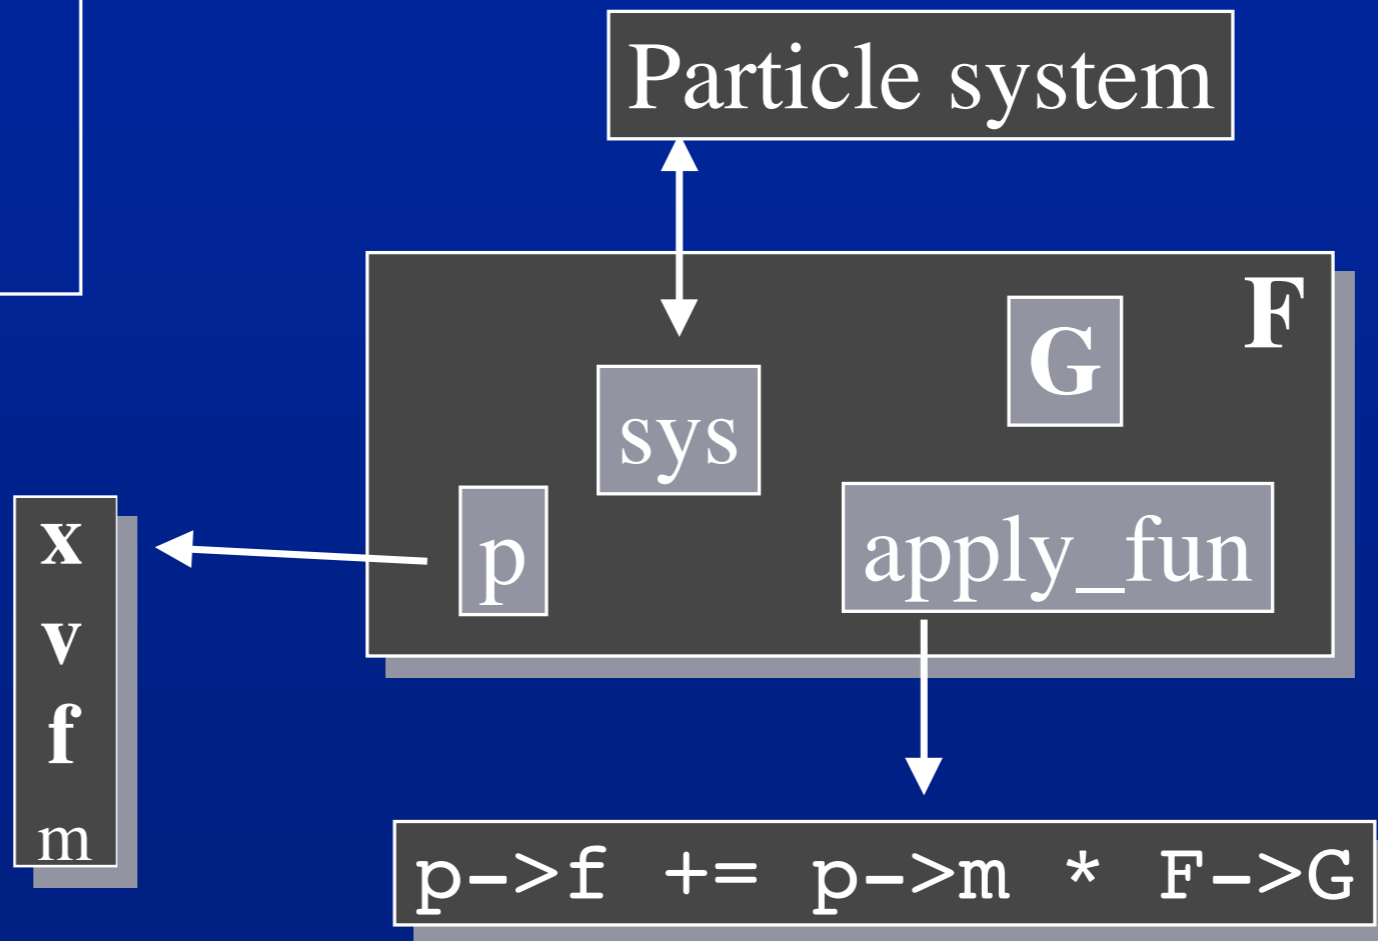 Particle system
F
G
sys
p
apply_fun
x
v
f
m
p->f += p->m * F->G